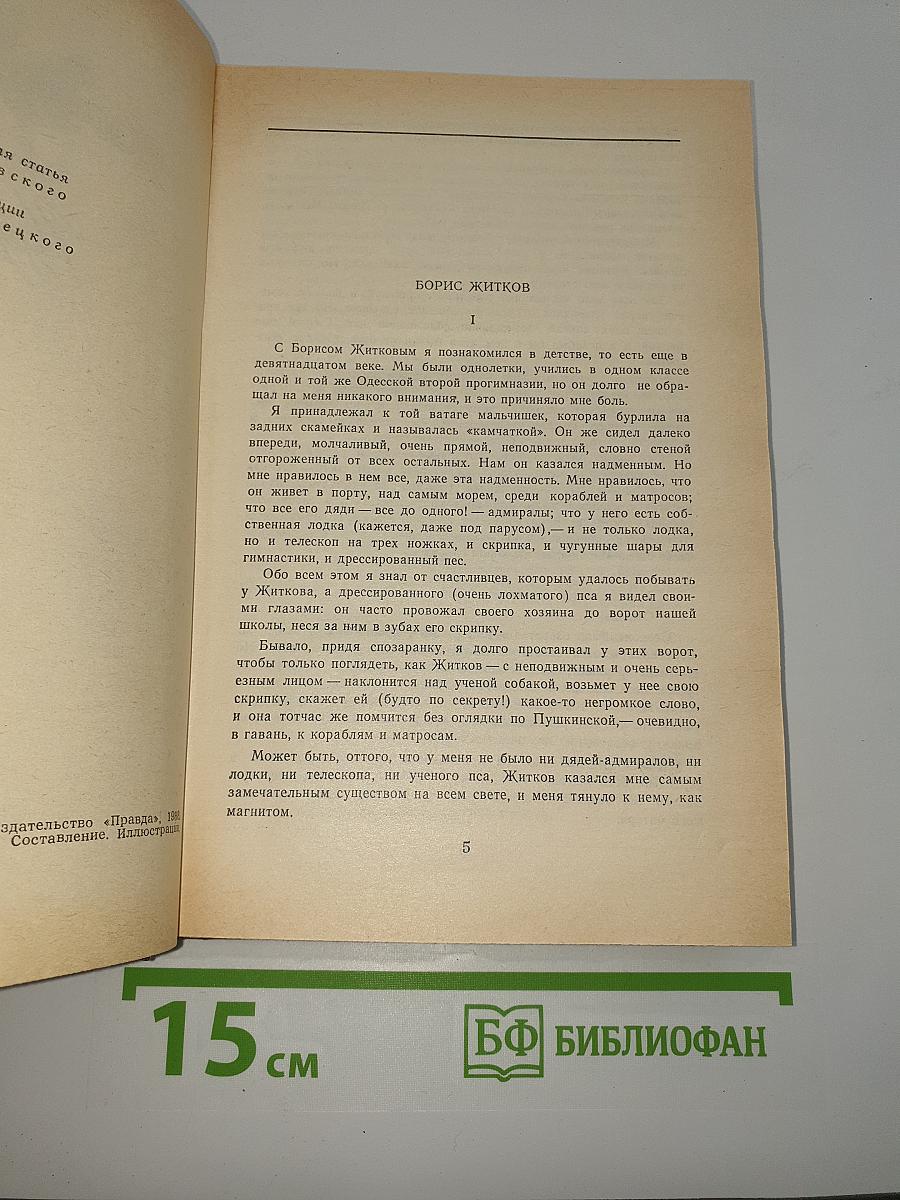 статья
вского
ции
ецкого
здательство «Правда»,
Составление. Иллюстрации.
БОРИС ЖИТКОВ
I
С Борисом Житковым я познакомился в детстве, то есть еще в
девятнадцатом веке. Мы были однолетки, учились в одном классе
одной и той же Одесской второй прогимназии, но он долго не обра-
щал на меня никакого внимания, и это причиняло мне боль.
Я принадлежал к той ватаге мальчишек, которая бурлила на
задних скамейках и называлась «камчаткой». Он же сидел далеко
впереди, молчаливый, очень прямой, неподвижный, словно стеной
отгороженный от всех остальных. Нам он казался надменным. Но
мне нравилось в нем все, даже эта надменность. Мне нравилось, что
он живет в порту, над самым морем, среди кораблей и матросов;
что все его дяди — все до одного! — адмиралы; что у него есть соб-
ственная лодка (кажется, даже под парусом),— и не только лодка,
но и телескоп на трех ножках, и скрипка, и чугунные шары для
гимнастики, и дрессированный пес.
Обо всем этом я знал от счастливцев, которым удалось побывать
у Житкова, а дрессированного (очень лохматого) пса я видел свои-
ми глазами: он часто провожал своего хозяина до ворот нашей
школы, неся за ним в зубах его скрипку.
Бывало, придя спозаранку, я долго простаивал у этих ворот,
чтобы только поглядеть, как Житков — с неподвижным и очень серь-
езным лицом — наклонится над ученой собакой, возьмет у нее свою
скрипку, скажет ей (будто по секрету!) какое-то негромкое слово,
и она тотчас же помчится без оглядки по Пушкинской,— очевидно,
в гавань, к кораблям и матросам.
Может быть, оттого, что у меня не было ни дядей-адмиралов, ни
лодки, ни телескопа, ни ученого пса, Житков казался мне самым
замечательным существом на всем свете, и меня тянуло к нему, как
магнитом.
5
15 см
БФ БИБЛИОФАН